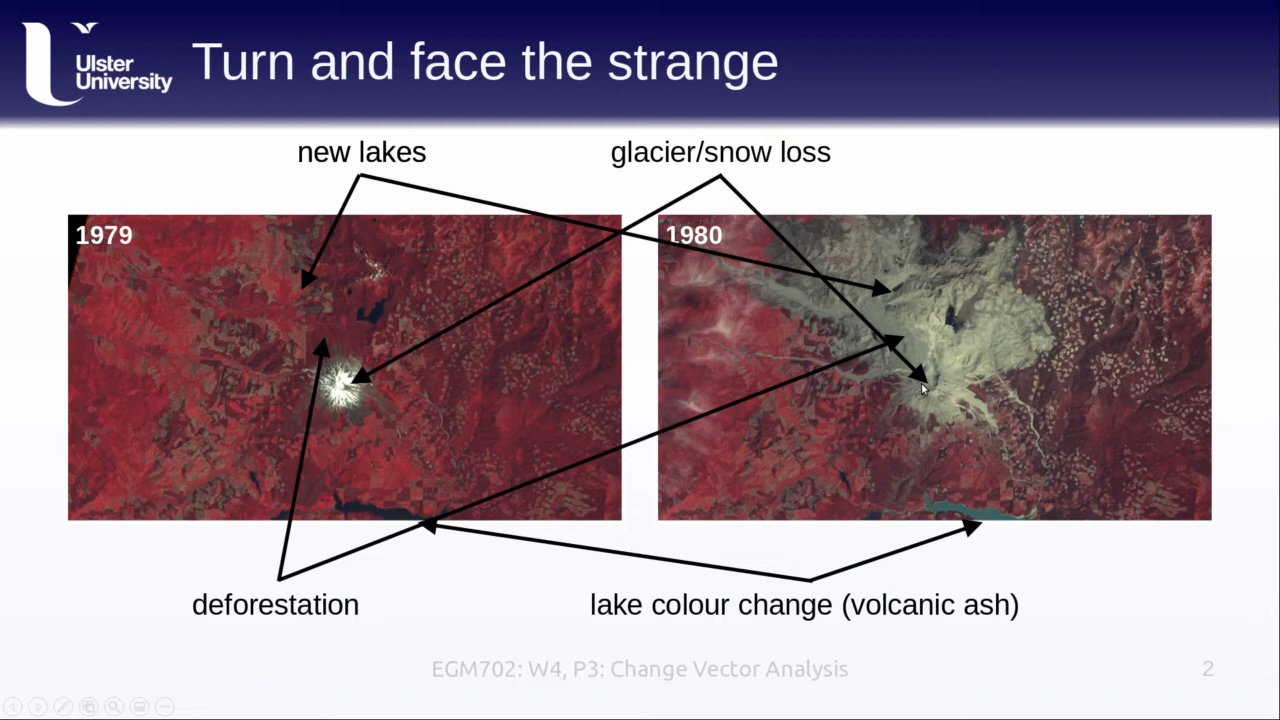 Ulster
University
Turn and face the strange
new lakes
glacier/snow loss
1979
1980
deforestation
lake colour change (volcanic ash)
EGM702: W4, P3: Change Vector Analysis
2